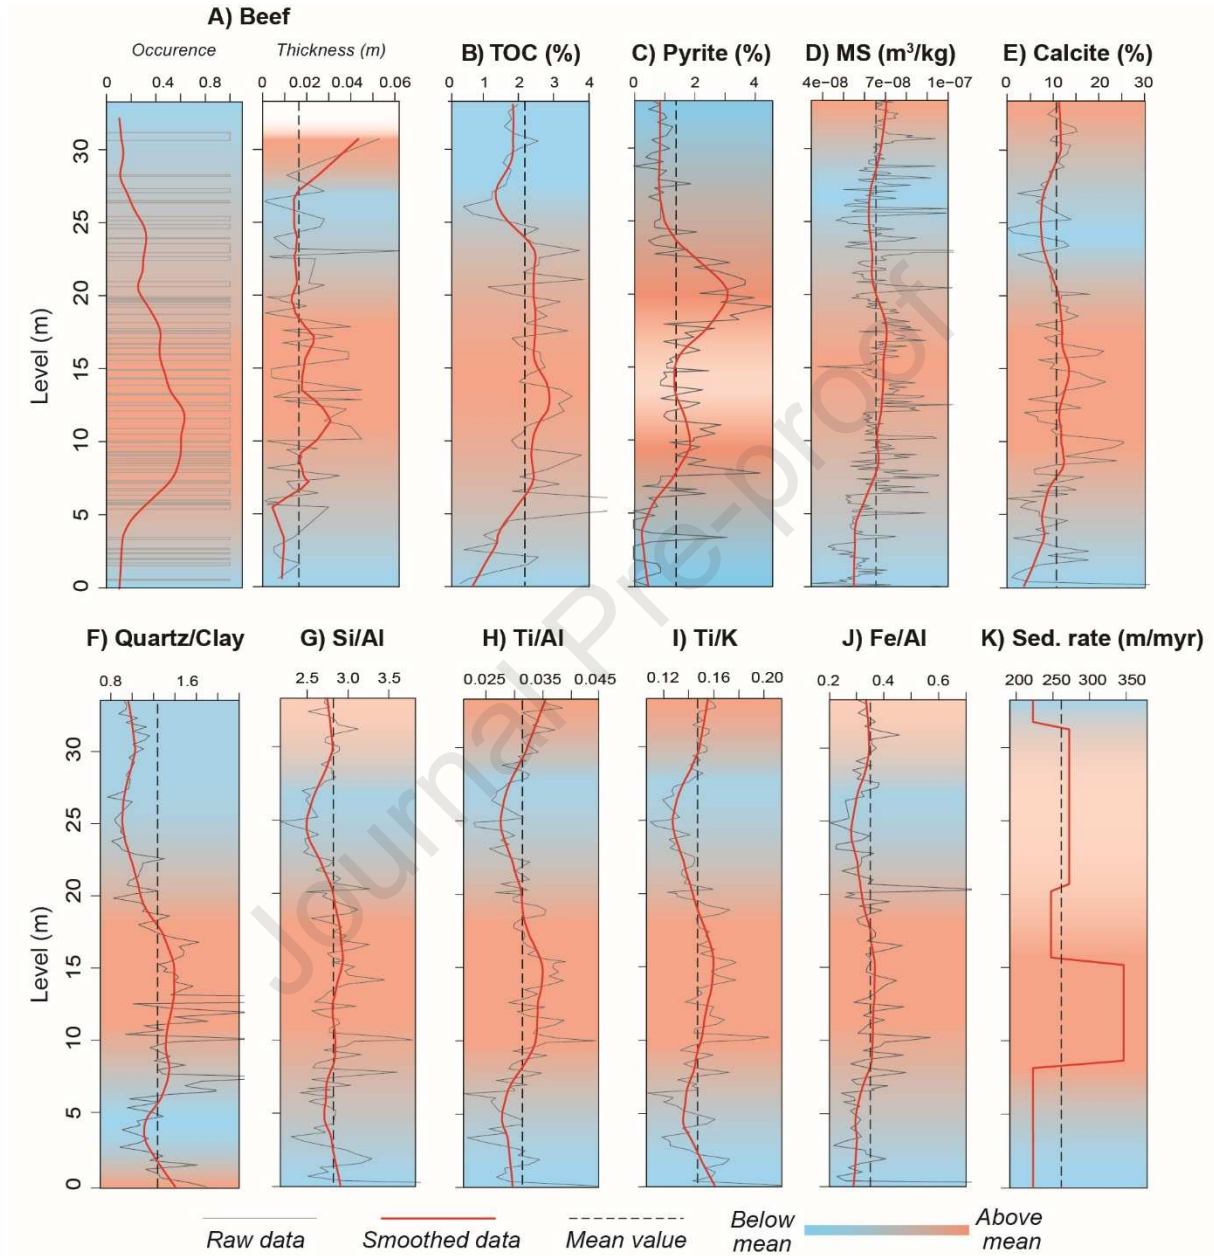 A) Beef
Occurence
Thickness (m)
B) TOC (%)
C) Pyrite (%)
D) MS (m³/kg)
E) Calcite (%)
0 0.4 0.8
0 0.02 0.04 0.06
0 1 2 3 4
0 2 4
4e-08 7e-08 1e-07
0 10 20 30
Level (m)
30
25
20
15
10
5
0
F) Quartz/Clay
G) Si/Al
H) Ti/Al
I) Ti/K
J) Fe/Al
K) Sed. rate (m/myr)
0.8 1.6
2.5 3.0 3.8
0.025 0.035 0.045
0.12 0.16 0.20
0.2 0.4 0.6
200 250 300 350
Level (m)
30
25
20
15
10
5
0
Journal Pre-proof
Raw data
Smoothed data
Mean value
Below mean
Above mean